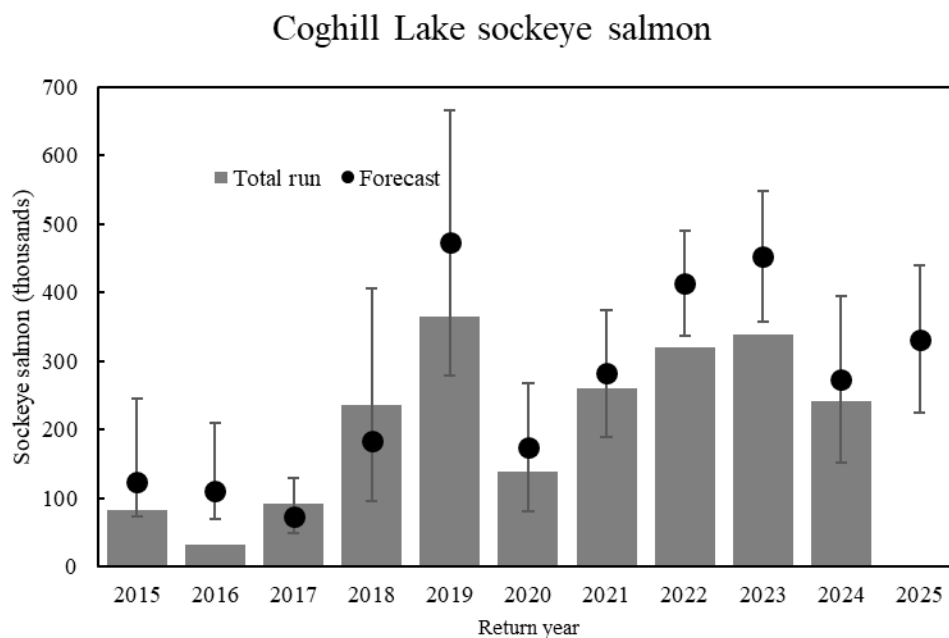 Coghill Lake sockeye salmon
700
600
500
400
300
200
100
0
Sockeye salmon (thousands)
Total run
Forecast
2015 2016 2017 2018 2019 2020 2021 2022 2023 2024 2025
Return year